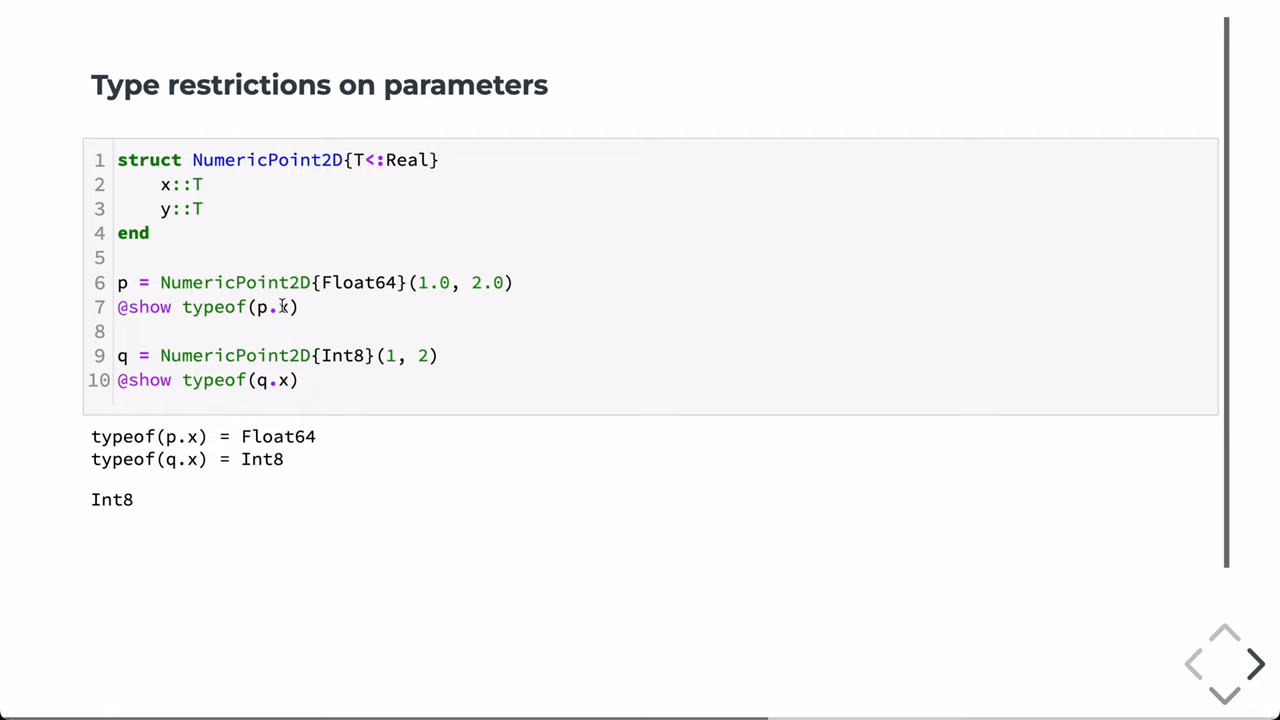 Type restrictions on parameters
1 struct NumericPoint2D{T<:Real}
2     x::T
3     y::T
4 end
5
6 p = NumericPoint2D{Float64}(1.0, 2.0)
7 @show typeof(p.x)
8
9 q = NumericPoint2D{Int8}(1, 2)
10 @show typeof(q.x)
typeof(p.x) = Float64
typeof(q.x) = Int8
Int8